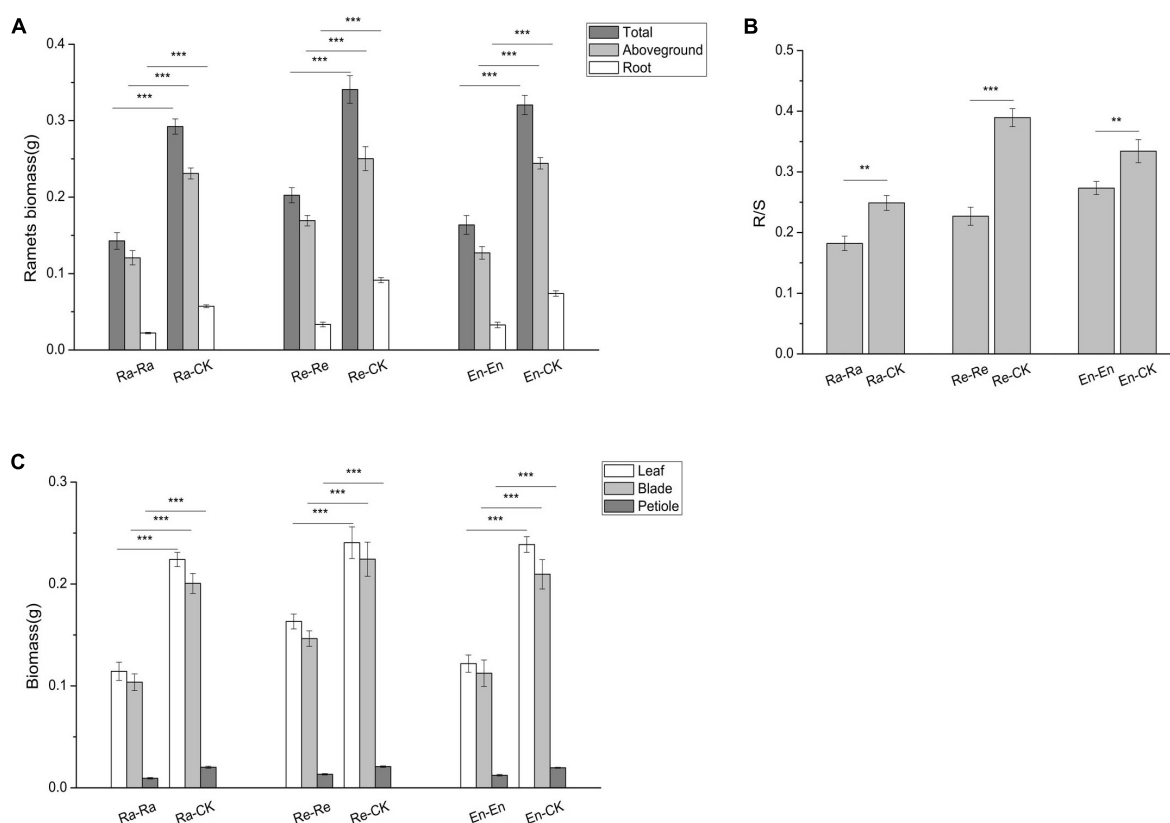 A
Ramets biomass(g)
0.4
0.3
0.2
0.1
0.0
*** *** ***
*** *** ***
*** *** ***
Total
Aboveground
Root
Ra-Ra Ra-CK Re-Re Re-CK En-En En-CK
B
R/S
0.5
0.4
0.3
0.2
0.1
0.0
** *** **
Ra-Ra Ra-CK Re-Re Re-CK En-En En-CK
C
Biomass(g)
0.3
0.2
0.1
0.0
*** *** ***
*** *** ***
*** *** ***
Leaf
Blade
Petiole
Ra-Ra Ra-CK Re-Re Re-CK En-En En-CK